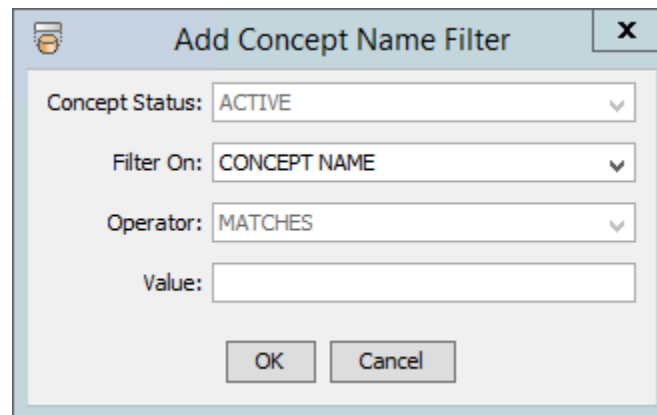 Add Concept Name Filter x
Concept Status: ACTIVE
Filter On: CONCEPT NAME
Operator: MATCHES
Value:
OK Cancel